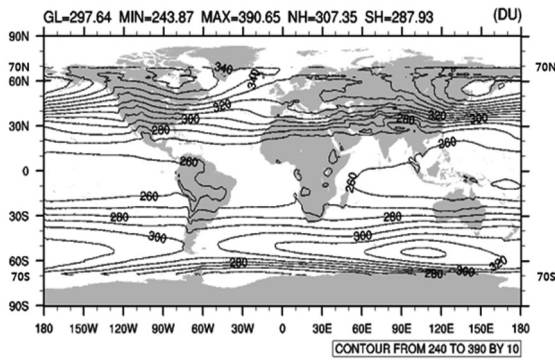 GL=297.64 MIN=243.87 MAX=390.65 NH=307.35 SH=287.93 (DU)
90N
70N 340 70N
60N 340
320 320 300
300 280
30N 280 260
260
0 260
260
30S 280 280
300 300
60S 280 320
70S 280 300 70S
90S
180 150W 120W 90W 60W 30W 0 30E 60E 90E 120E 150E 180
CONTOUR FROM 240 TO 390 BY 10